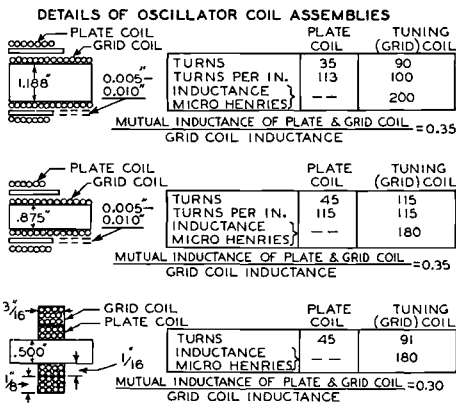 DETAILS OF OSCILLATOR COIL ASSEMBLIES
PLATE COIL
GRID COIL
1.188"
0.005"–
0.010"
PLATE COIL TUNING (GRID) COIL
TURNS 35 90
TURNS PER IN. 113 100
INDUCTANCE MICRO HENRIES} -- 200
MUTUAL INDUCTANCE OF PLATE & GRID COIL
GRID COIL INDUCTANCE =0.35
PLATE COIL
GRID COIL
.875"
0.005"–
0.010"
PLATE COIL TUNING (GRID) COIL
TURNS 45 115
TURNS PER IN. 115 115
INDUCTANCE MICRO HENRIES} -- 180
MUTUAL INDUCTANCE OF PLATE & GRID COIL
GRID COIL INDUCTANCE =0.35
3/16"
GRID COIL
PLATE COIL
.500"
1/16"
1/8"
PLATE COIL TUNING (GRID) COIL
TURNS 45 91
INDUCTANCE MICRO HENRIES} -- 180
MUTUAL INDUCTANCE OF PLATE & GRID COIL
GRID COIL INDUCTANCE =0.30